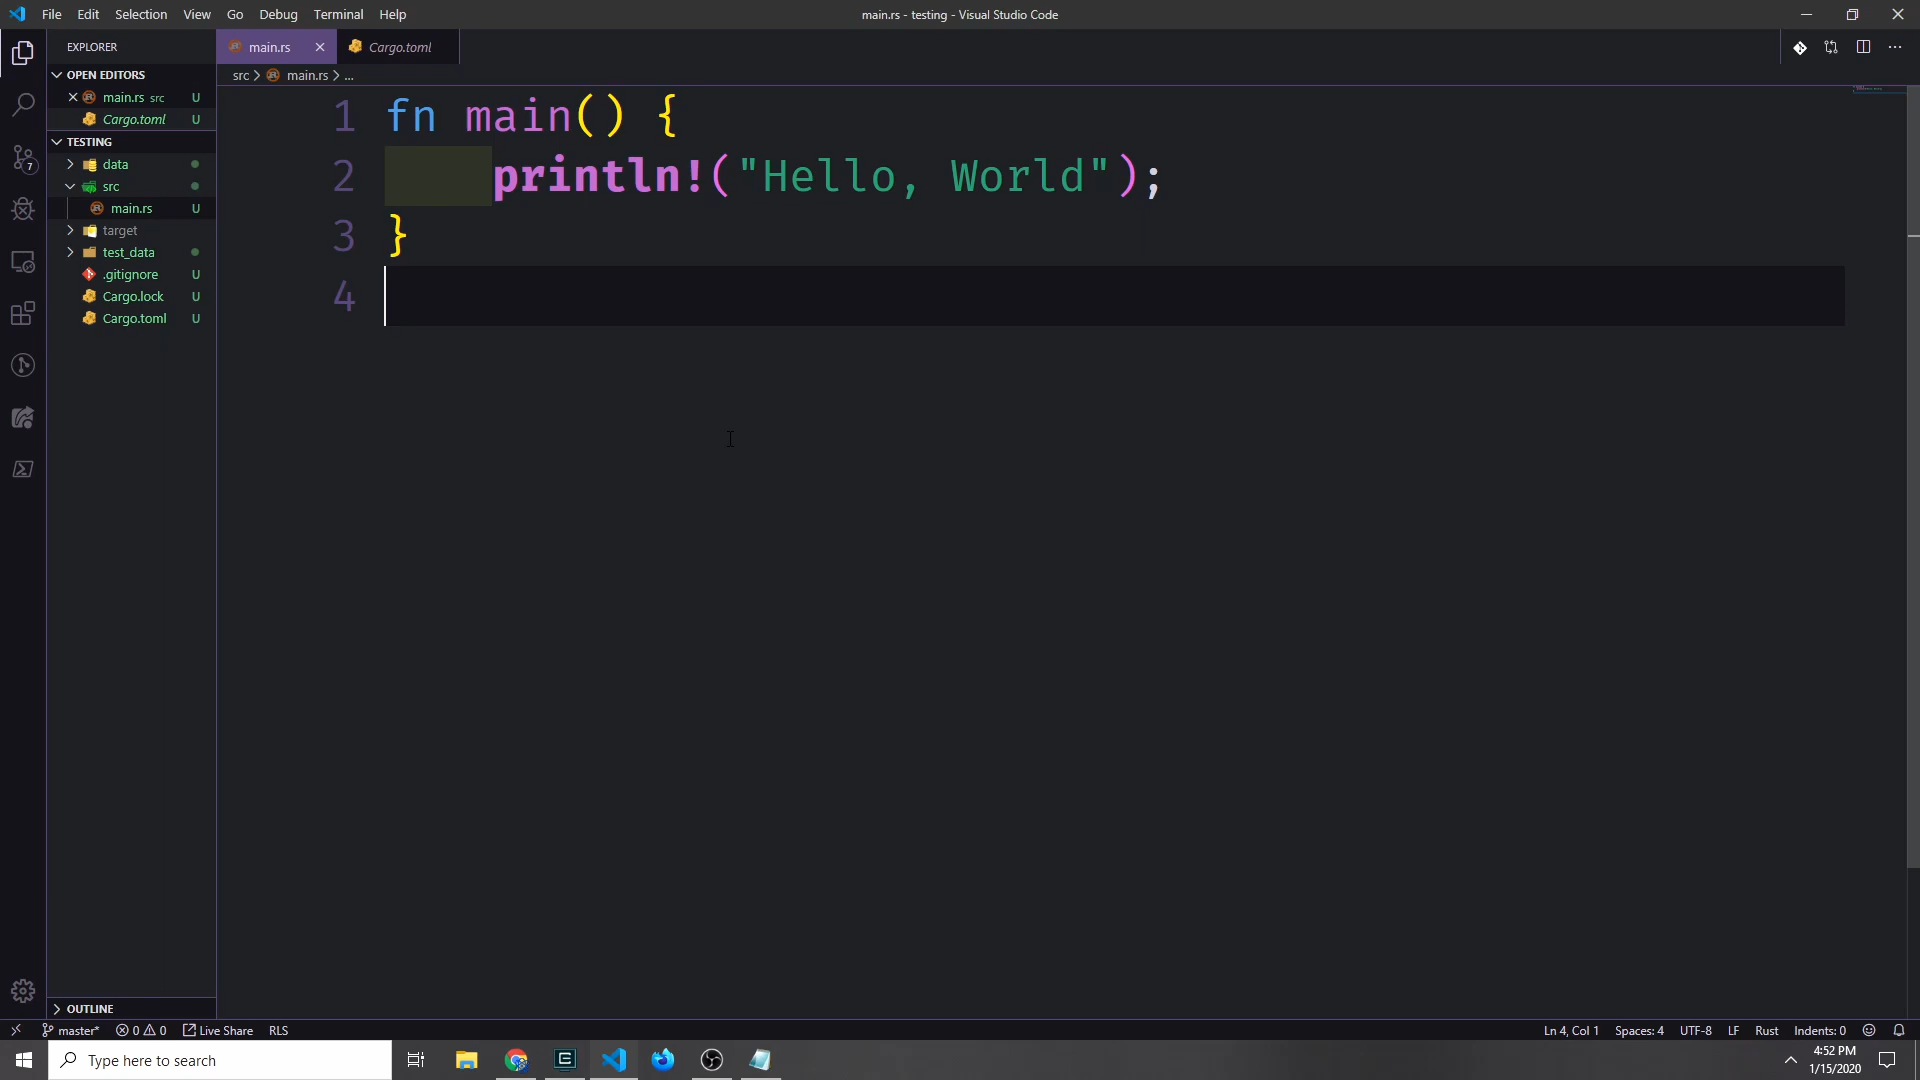 File Edit Selection View Go Debug Terminal Help
main.rs - testing - Visual Studio Code
EXPLORER
main.rs
Cargo.toml
OPEN EDITORS
src > main.rs > ...
main.rs src U
Cargo.toml U
TESTING
data
src
main.rs U
target
test_data
.gitignore U
Cargo.lock U
Cargo.toml U
7
1 fn main() {
2 println!("Hello, World");
3 }
4
OUTLINE
master* 0 0 Live Share RLS
Ln 4, Col 1 Spaces: 4 UTF-8 LF Rust Indents: 0
Type here to search
4:52 PM
1/15/2020